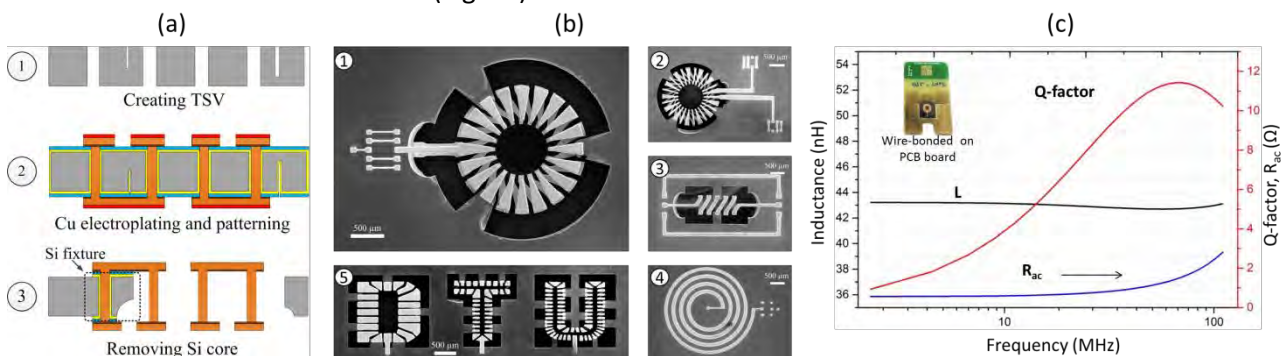 (a)
(b)
(c)
1
Creating TSV
2
Cu electroplating and patterning
Si fixture
3
Removing Si core
1
500 µm
2
500 µm
3
500 µm
5
500 µm
4
500 µm
54
52
50
48
46
44
42
40
38
36
Inductance (nH)
Wire-bonded on
PCB board
Q-factor
L
Rac
10
100
Frequency (MHz)
12
10
8
6
4
2
0
Q-factor, Rac (Ω)